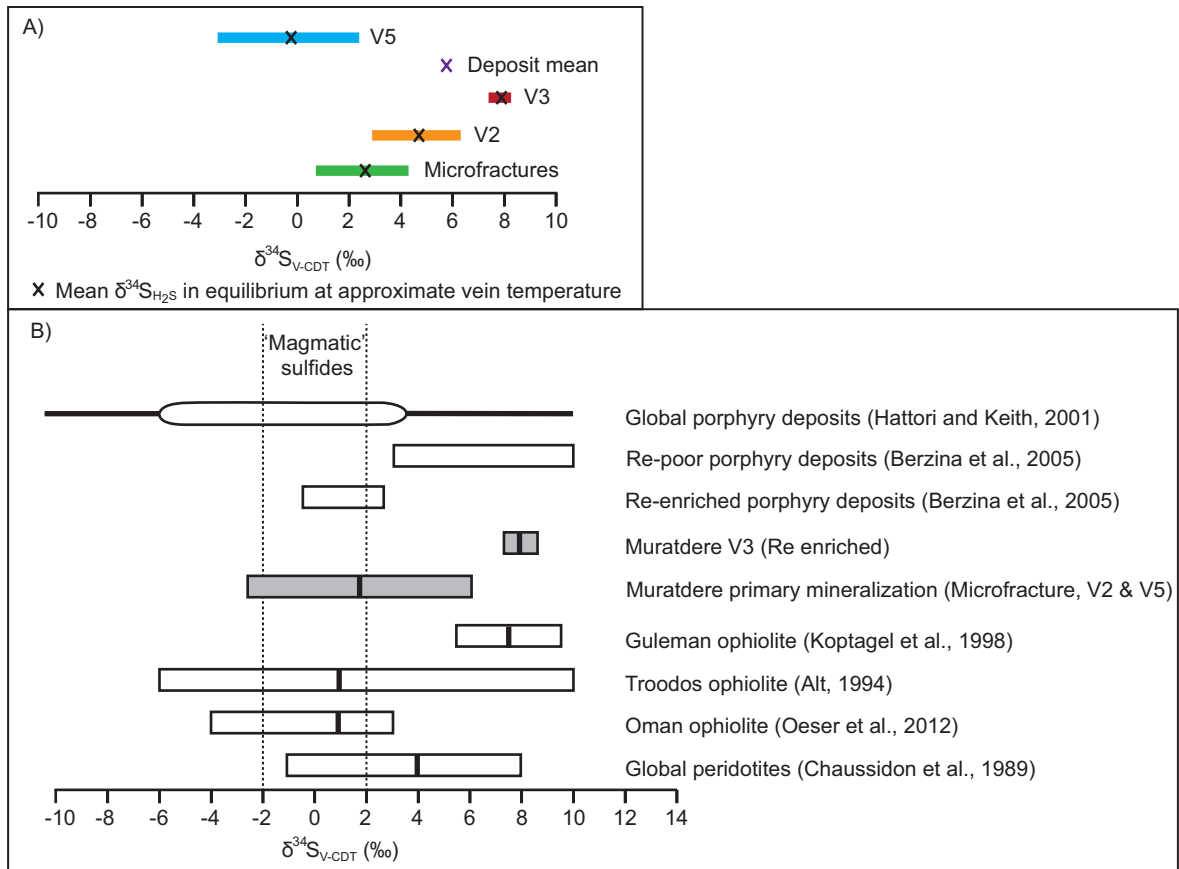 A)
V5
Deposit mean
V3
V2
Microfractures
-10 -8 -6 -4 -2 0 2 4 6 8 10
δ³⁴S V-CDT (‰)
× Mean δ³⁴S H₂S in equilibrium at approximate vein temperature
B)
'Magmatic'
sulfides
Global porphyry deposits (Hattori and Keith, 2001)
Re-poor porphyry deposits (Berzina et al., 2005)
Re-enriched porphyry deposits (Berzina et al., 2005)
Muratdere V3 (Re enriched)
Muratdere primary mineralization (Microfracture, V2 & V5)
Guleman ophiolite (Koptagel et al., 1998)
Troodos ophiolite (Alt, 1994)
Oman ophiolite (Oeser et al., 2012)
Global peridotites (Chaussidon et al., 1989)
-10 -8 -6 -4 -2 0 2 4 6 8 10 12 14
δ³⁴S V-CDT (‰)